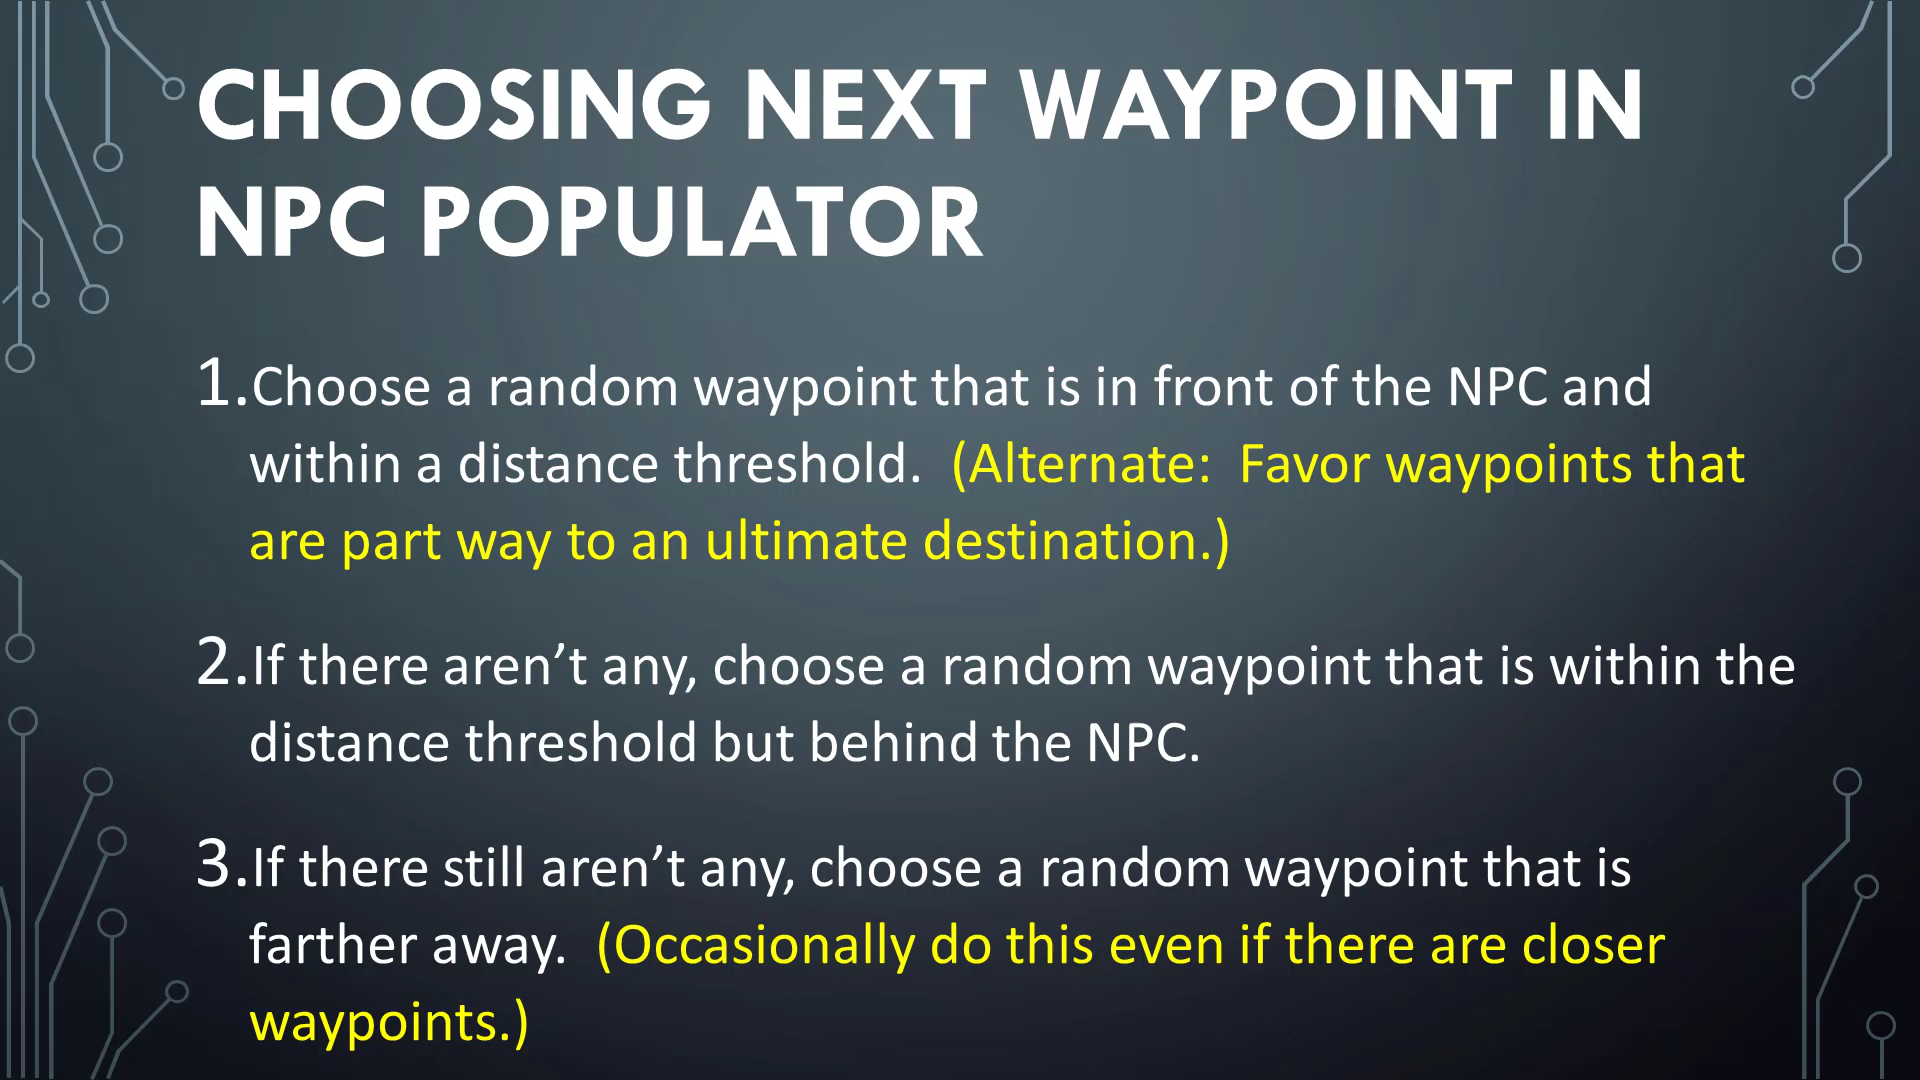 CHOOSING NEXT WAYPOINT IN
NPC POPULATOR
1.Choose a random waypoint that is in front of the NPC and
within a distance threshold.  (Alternate:  Favor waypoints that
are part way to an ultimate destination.)
2.If there aren’t any, choose a random waypoint that is within the
distance threshold but behind the NPC.
3.If there still aren’t any, choose a random waypoint that is
farther away.  (Occasionally do this even if there are closer
waypoints.)